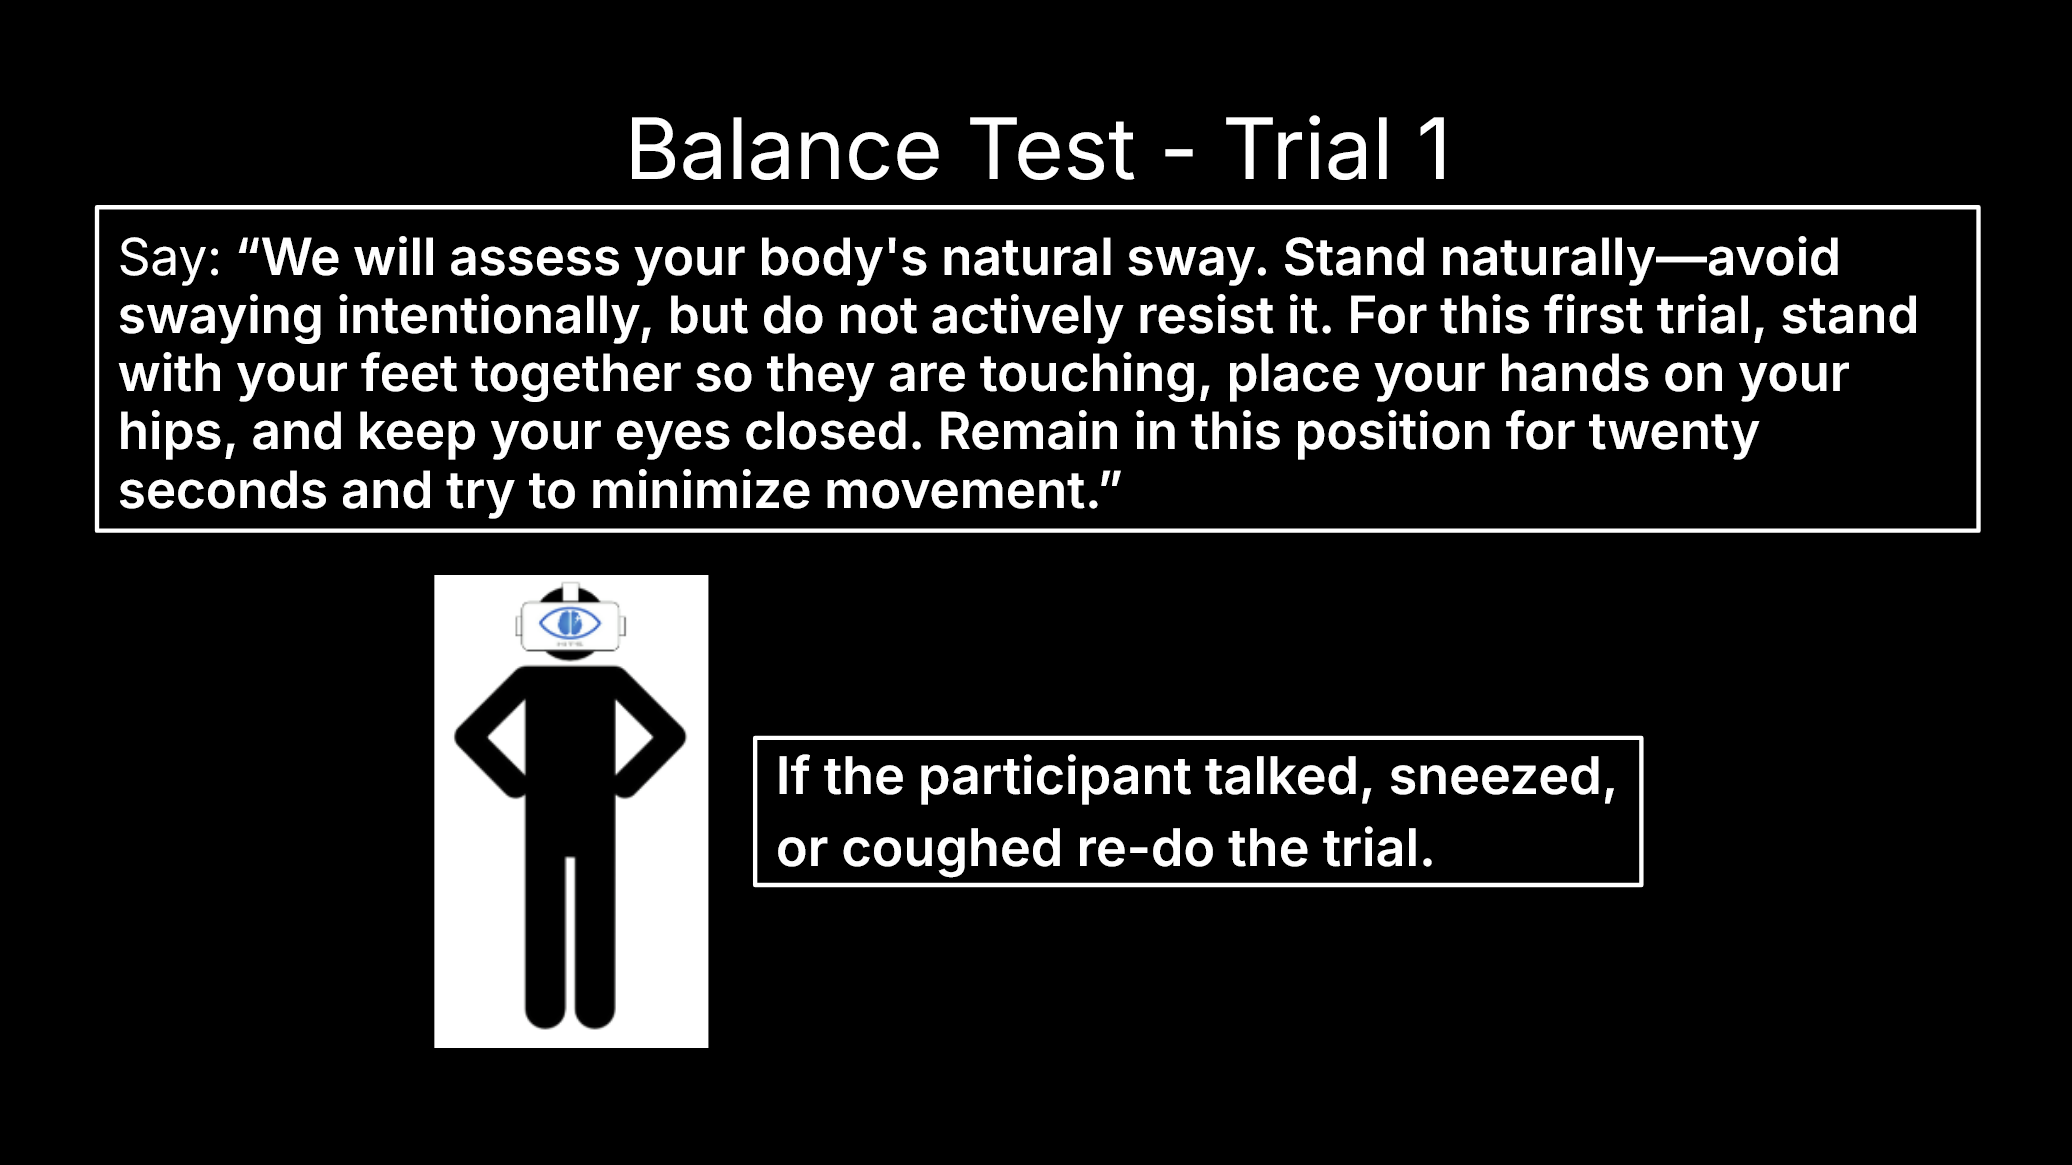 Balance Test - Trial 1
Say: “We will assess your body's natural sway. Stand naturally—avoid
swaying intentionally, but do not actively resist it. For this first trial, stand
with your feet together so they are touching, place your hands on your
hips, and keep your eyes closed. Remain in this position for twenty
seconds and try to minimize movement.”
If the participant talked, sneezed,
or coughed re-do the trial.